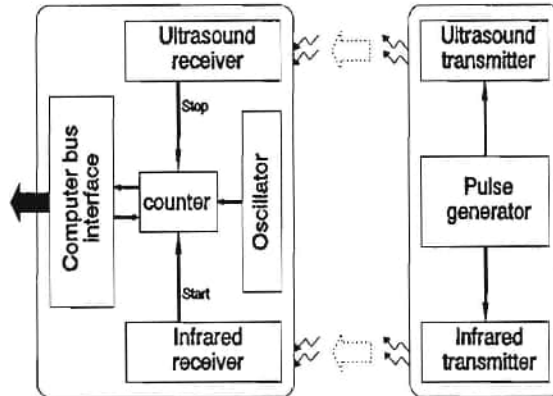 Ultrasound
receiver
Ultrasound
transmitter
Stop
Computer bus
interface
counter
Oscillator
Pulse
generator
Start
Infrared
receiver
Infrared
transmitter